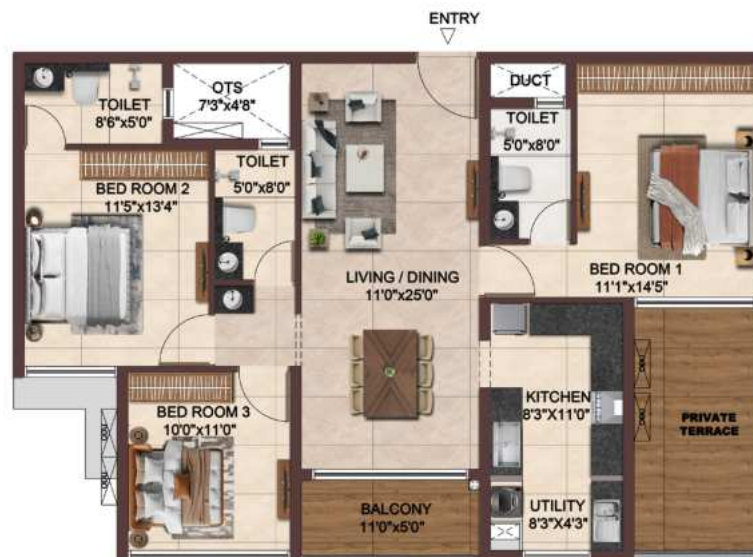 ENTRY
TOILET
8'6"x5'0"
OTS
7'3"x4'8"
DUCT
TOILET
5'0"x8'0"
BED ROOM 2
11'5"x13'4"
TOILET
5'0"x8'0"
LIVING / DINING
11'0"x25'0"
BED ROOM 1
11'1"x14'5"
BED ROOM 3
10'0"x11'0"
KITCHEN
8'3"X11'0"
PRIVATE
TERRACE
BALCONY
11'0"x5'0"
UTILITY
8'3"X4'3"